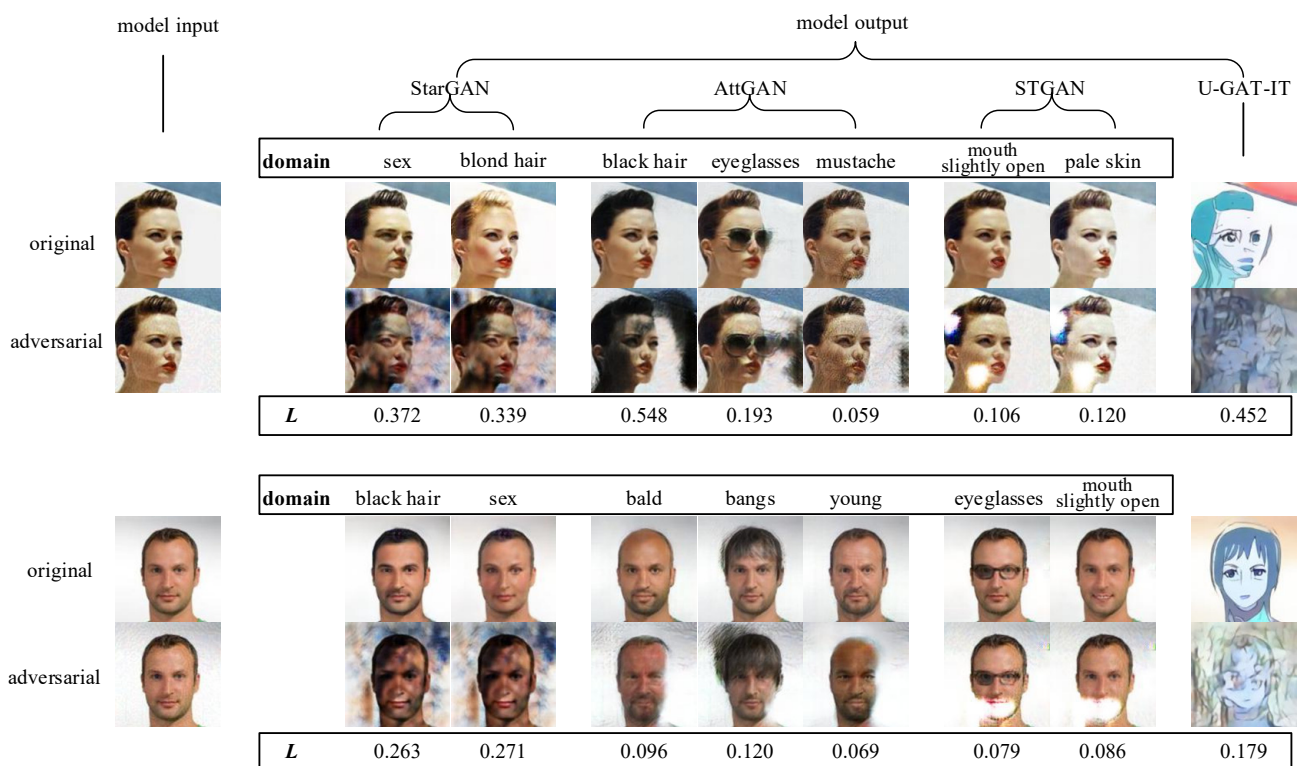 model input
model output
StarGAN
AttGAN
STGAN
U-GAT-IT
domain sex blond hair black hair eyeglasses mustache mouth slightly open pale skin
original
adversarial
L 0.372 0.339 0.548 0.193 0.059 0.106 0.120 0.452
domain black hair sex bald bangs young eyeglasses mouth slightly open
original
adversarial
L 0.263 0.271 0.096 0.120 0.069 0.079 0.086 0.179